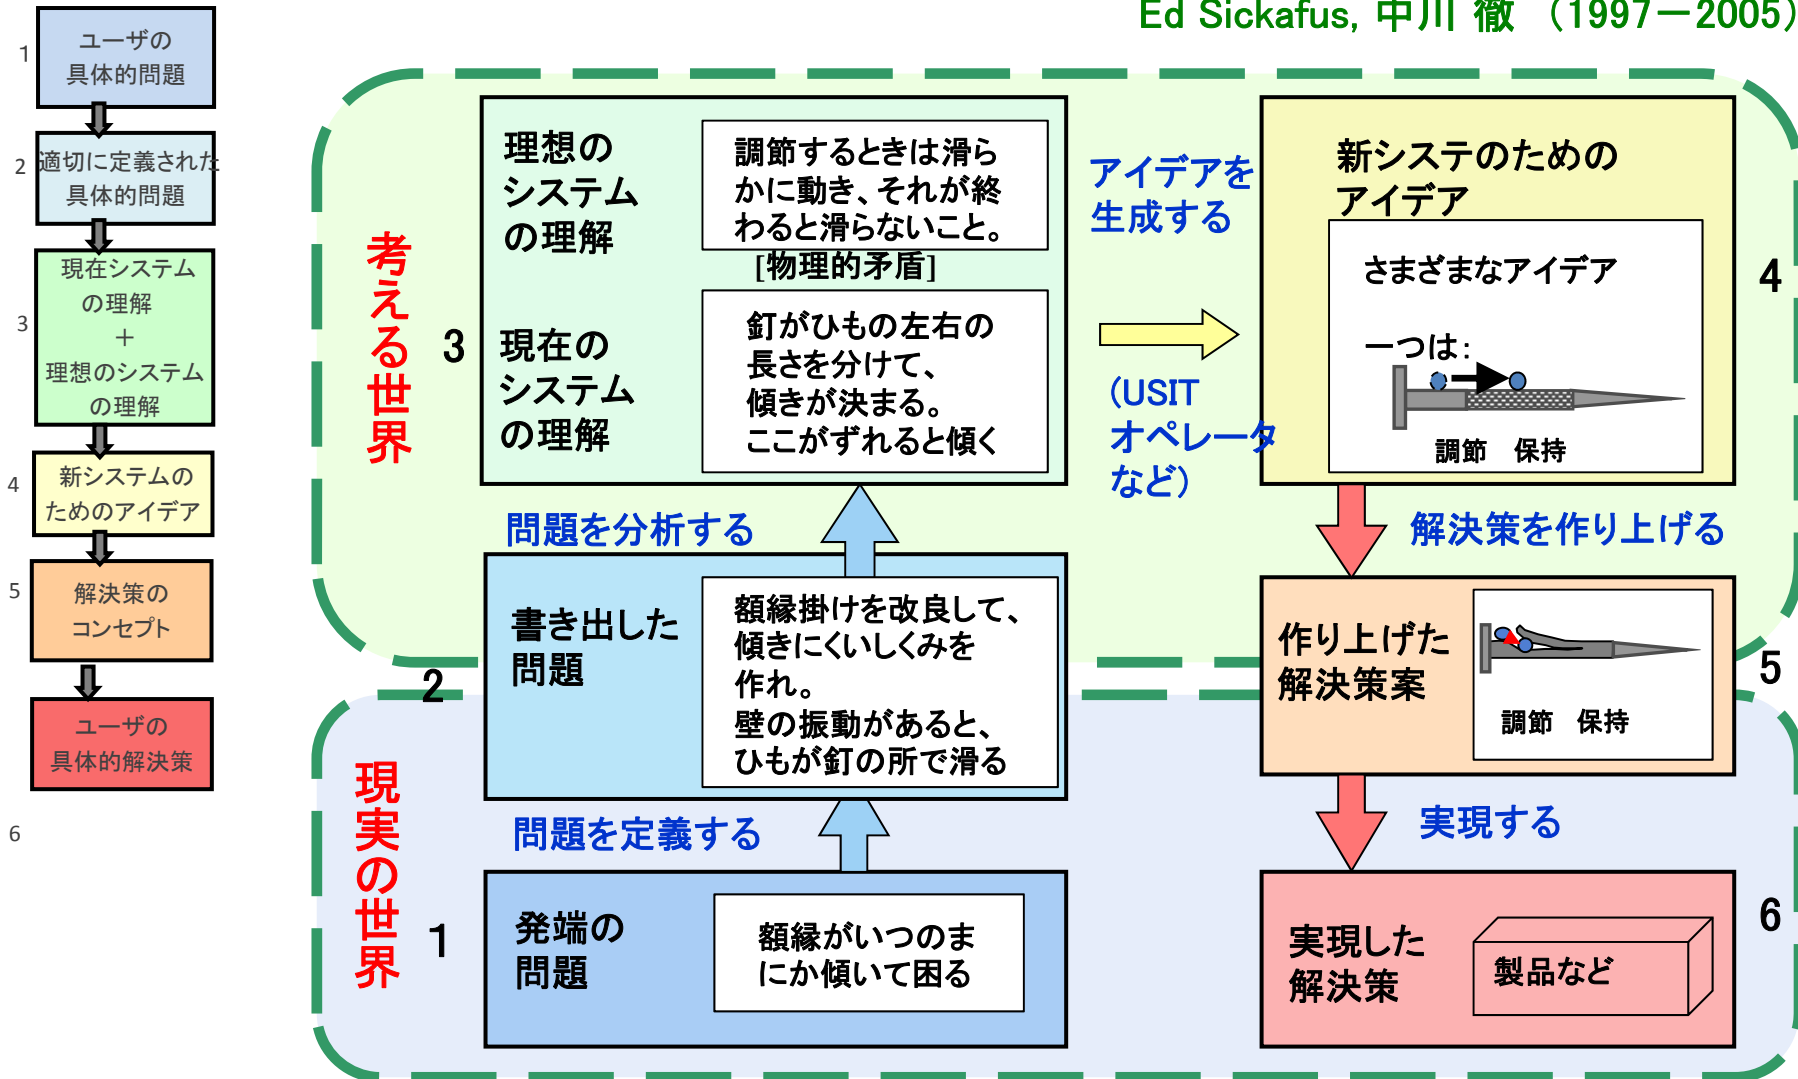 Ed Sickafus, 中川 徹 （1997－2005）
1
ユーザの
具体的問題
2
適切に定義された
具体的問題
3
現在システム
の理解
＋
理想のシステム
の理解
4
新システムの
ためのアイデア
5
解決策の
コンセプト
ユーザの
具体的解決策
6
考える世界
3
理想の
システム
の理解
調節するときは滑ら
かに動き、それが終
わると滑らないこと。
[物理的矛盾]
現在の
システム
の理解
釘がひもの左右の
長さを分けて、
傾きが決まる。
ここがずれると傾く
アイデアを
生成する
(USIT
オペレータ
など)
新システのための
アイデア
さまざまなアイデア
一つは:
調節 保持
4
問題を分析する
解決策を作り上げる
2
書き出した
問題
額縁掛けを改良して、
傾きにくいしくみを
作れ。
壁の振動があると、
ひもが釘の所で滑る
作り上げた
解決策案
調節 保持
5
現実の世界
問題を定義する
実現する
1
発端の
問題
額縁がいつのま
にか傾いて困る
実現した
解決策
製品など
6